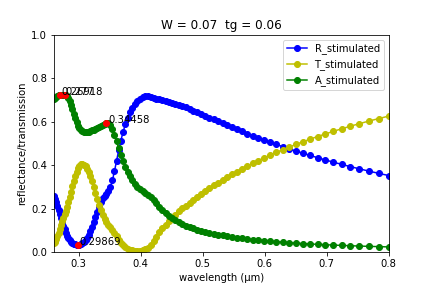 W = 0.07 tg = 0.06
1.0
0.8
0.6
0.4
0.2
0.0
reflectance/transmission
R_stimulated
T_stimulated
A_stimulated
0.34458
0.29869
0.3
0.4
0.5
0.6
0.7
0.8
wavelength (μm)